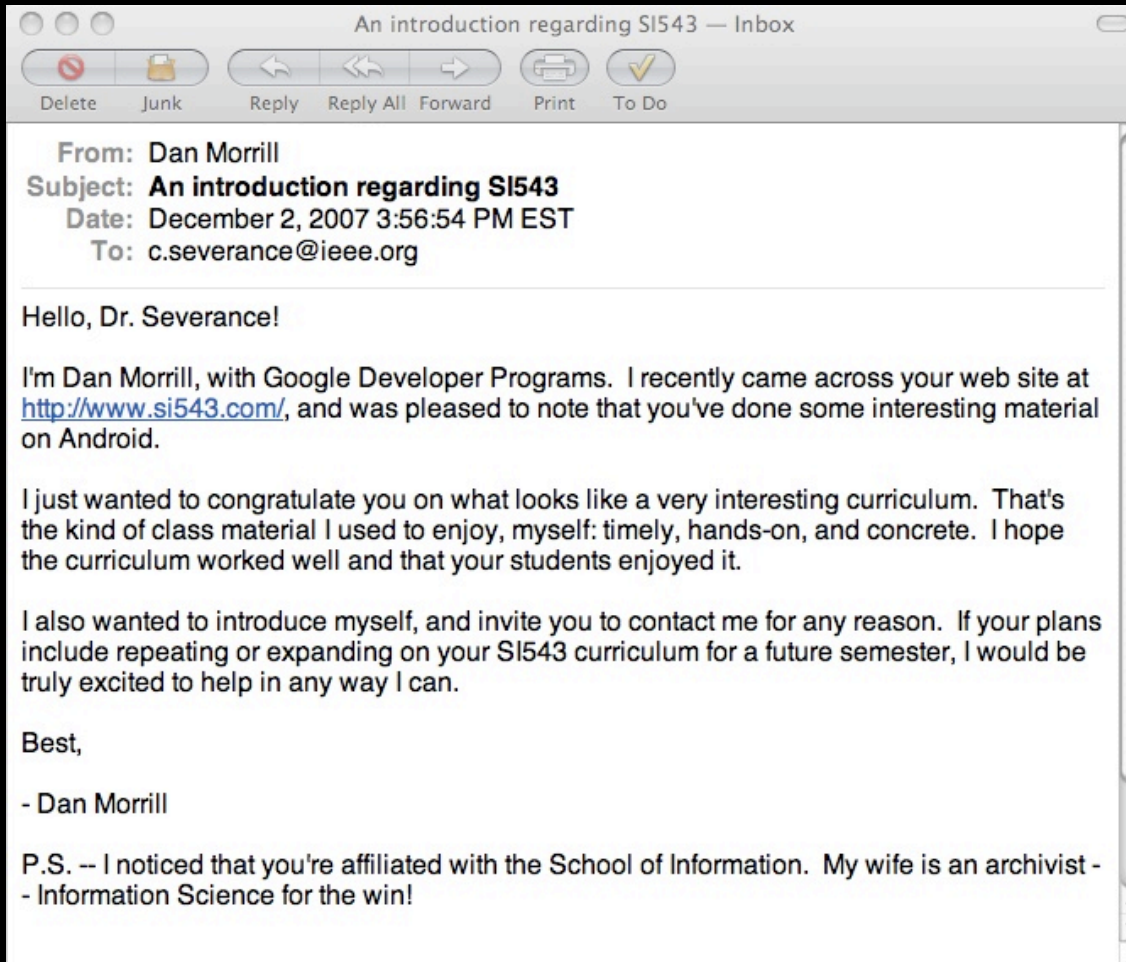 An introduction regarding SI543 — Inbox
Delete Junk Reply Reply All Forward Print To Do
From: Dan Morrill
Subject: An introduction regarding SI543
Date: December 2, 2007 3:56:54 PM EST
To: c.severance@ieee.org
Hello, Dr. Severance!
I'm Dan Morrill, with Google Developer Programs.  I recently came across your web site at
http://www.si543.com/, and was pleased to note that you've done some interesting material
on Android.
I just wanted to congratulate you on what looks like a very interesting curriculum.  That's
the kind of class material I used to enjoy, myself: timely, hands-on, and concrete.  I hope
the curriculum worked well and that your students enjoyed it.
I also wanted to introduce myself, and invite you to contact me for any reason.  If your plans
include repeating or expanding on your SI543 curriculum for a future semester, I would be
truly excited to help in any way I can.
Best,
- Dan Morrill
P.S. -- I noticed that you're affiliated with the School of Information.  My wife is an archivist -
- Information Science for the win!